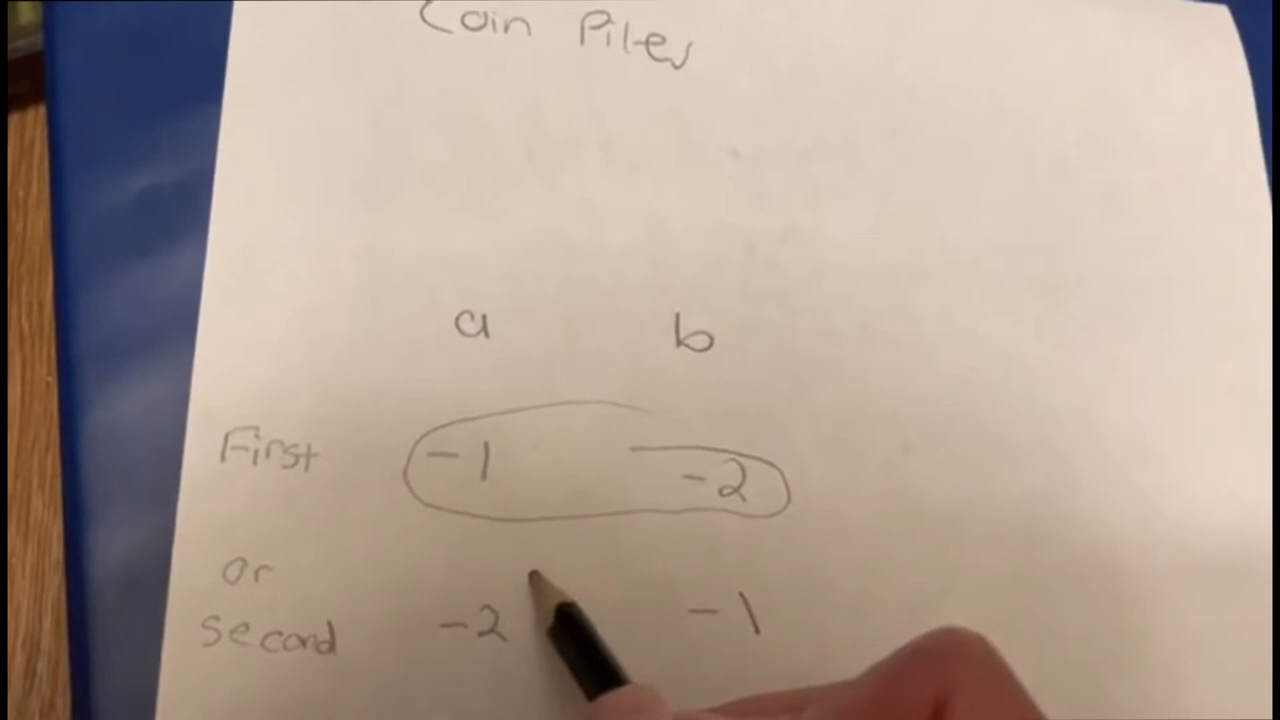 Coin Piles
a b
First -1 -2
or
second -2 -1